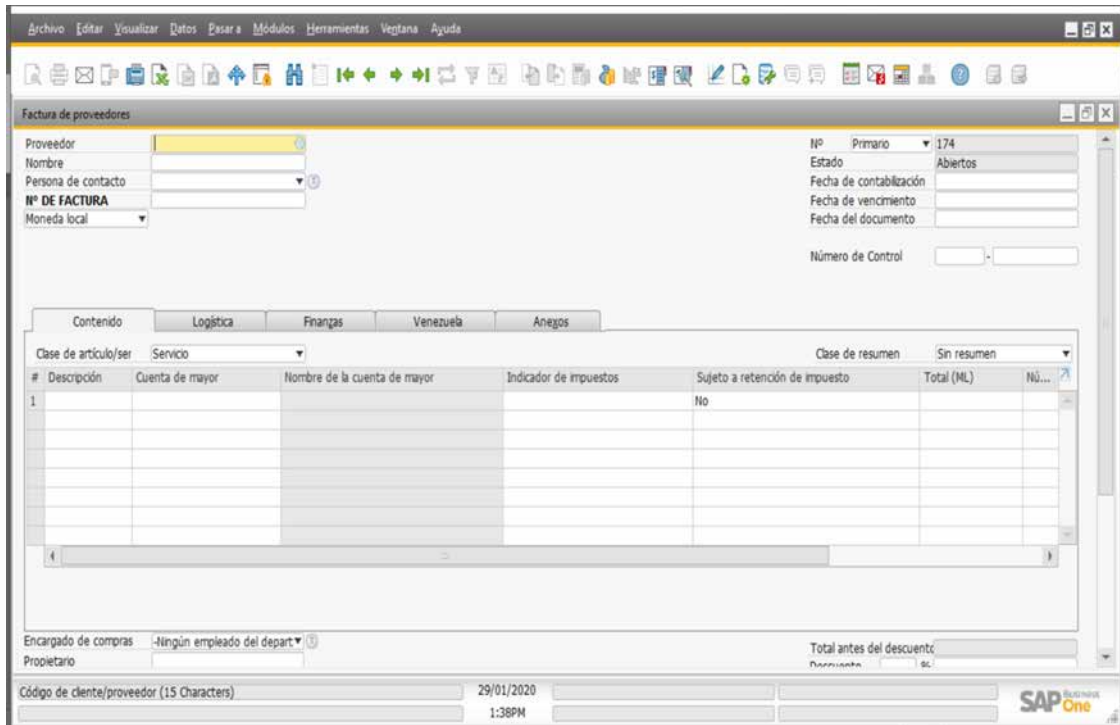 Archivo Editar Visualizar Datos Pasar a Módulos Herramientas Ventana Ayuda
Factura de proveedores
Proveedor
Nº Primario 174
Nombre
Estado Abiertos
Persona de contacto
Fecha de contabilización
Nº DE FACTURA
Fecha de vencimiento
Moneda local
Fecha del documento
Número de Control -
Contenido Logística Finanzas Venezuela Anexos
Clase de artículo/ser Servicio Clase de resumen Sin resumen
# Descripción Cuenta de mayor Nombre de la cuenta de mayor Indicador de impuestos Sujeto a retención de impuesto Total (ML) Nú...
1 No
Encargado de compras -Ningún empleado del depart
Total antes del descuento
Propietario
Descuento %
Código de cliente/proveedor (15 Characters) 29/01/2020
1:38PM
SAP Business One